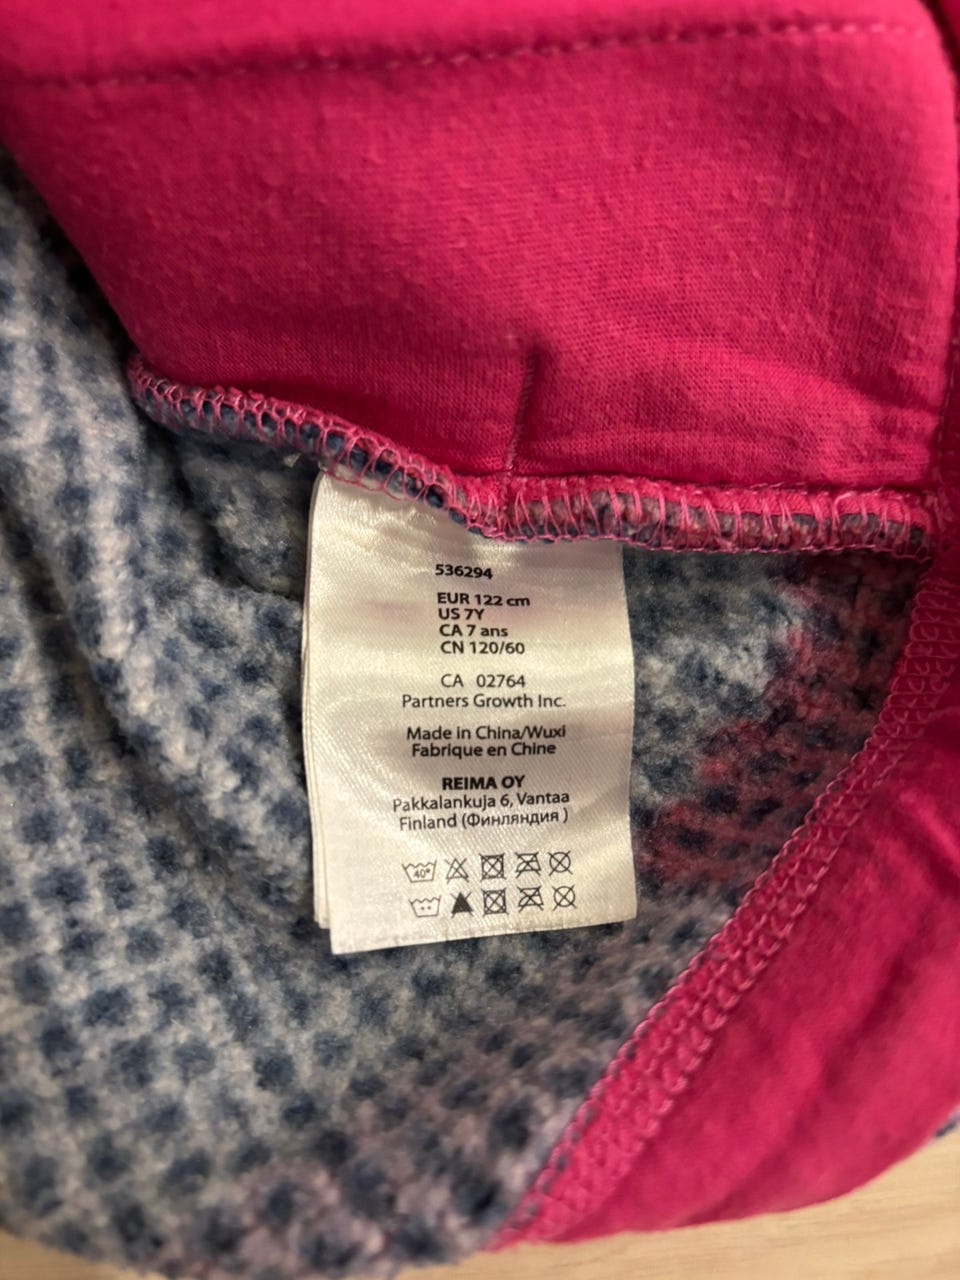 536294
EUR 122 cm
US 7Y
CA 7 ans
CN 120/60
CA 02764
Partners Growth Inc.
Made in China/Wuxi
Fabrique en Chine
REIMA OY
Pakkalankuja 6, Vantaa
Finland (Финляндия )
40°